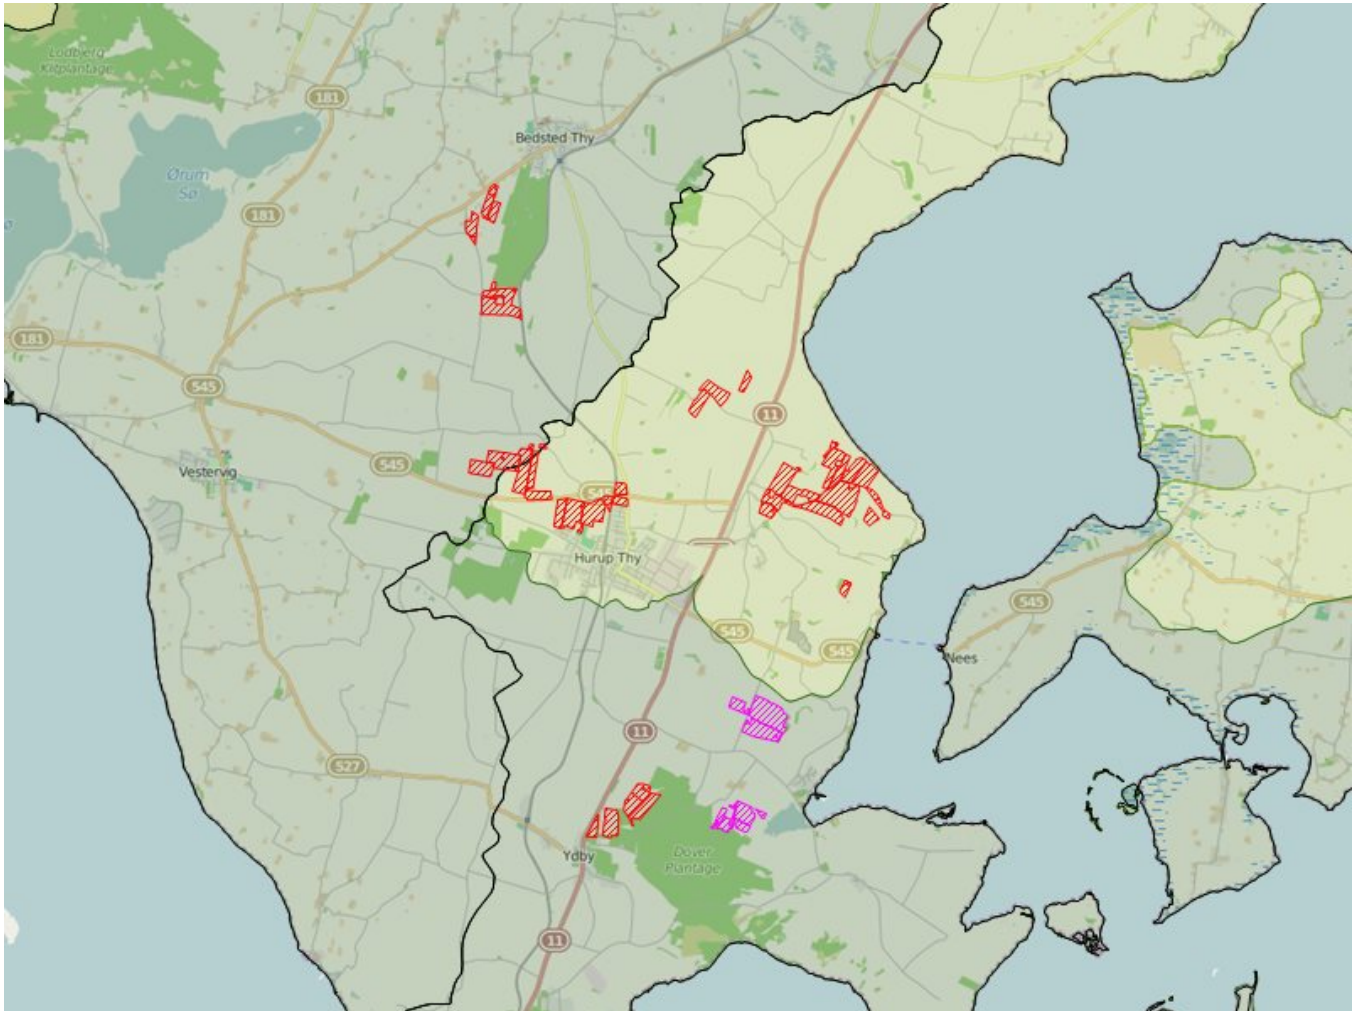 Lodbjerg
Klitplantage
181
Bedsted Thy
Ørum
Sø
181
181
545
11
545
Vestervig
545
Hurup Thy
545
545
545
Nees
11
527
Ydby
Dover
Plantage
11